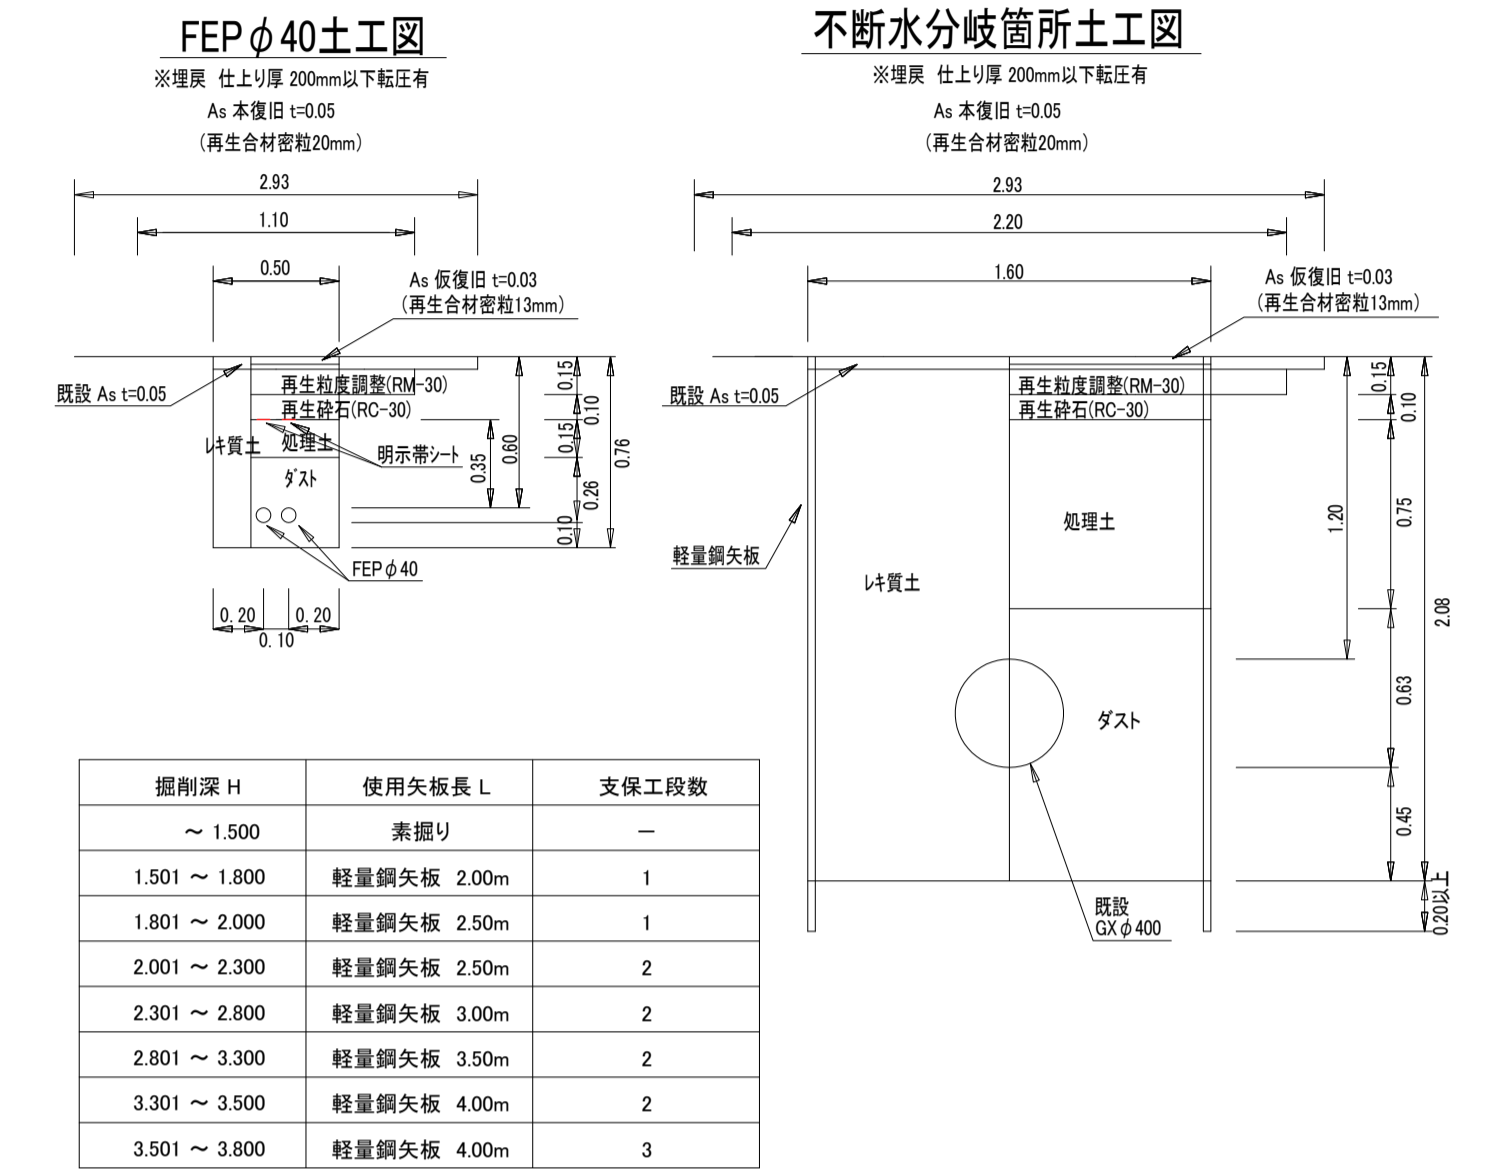 FEPφ40土工図
※埋戻 仕上り厚 200mm以下転圧有
As 本復旧 t=0.05
(再生合材密粒20mm)
2.93
1.10
0.50
As 仮復旧 t=0.03
(再生合材密粒13mm)
既設 As t=0.05
再生粒度調整(RM-30)
再生砕石(RC-30)
レキ質土
処理土
明示帯シート
ダスト
FEPφ40
0.15
0.10
0.15
0.26
0.10
0.35
0.60
0.76
0.20
0.10
0.20
不断水分岐箇所土工図
※埋戻 仕上り厚 200mm以下転圧有
As 本復旧 t=0.05
(再生合材密粒20mm)
2.93
2.20
1.60
As 仮復旧 t=0.03
(再生合材密粒13mm)
既設 As t=0.05
再生粒度調整(RM-30)
再生砕石(RC-30)
処理土
軽量鋼矢板
レキ質土
ダスト
既設
GXφ400
0.15
0.10
0.75
1.20
0.63
0.45
2.08
0.20以上
掘削深 H 使用矢板長 L 支保工段数
～ 1.500 素掘り －
1.501 ～ 1.800 軽量鋼矢板 2.00m 1
1.801 ～ 2.000 軽量鋼矢板 2.50m 1
2.001 ～ 2.300 軽量鋼矢板 2.50m 2
2.301 ～ 2.800 軽量鋼矢板 3.00m 2
2.801 ～ 3.300 軽量鋼矢板 3.50m 2
3.301 ～ 3.500 軽量鋼矢板 4.00m 2
3.501 ～ 3.800 軽量鋼矢板 4.00m 3